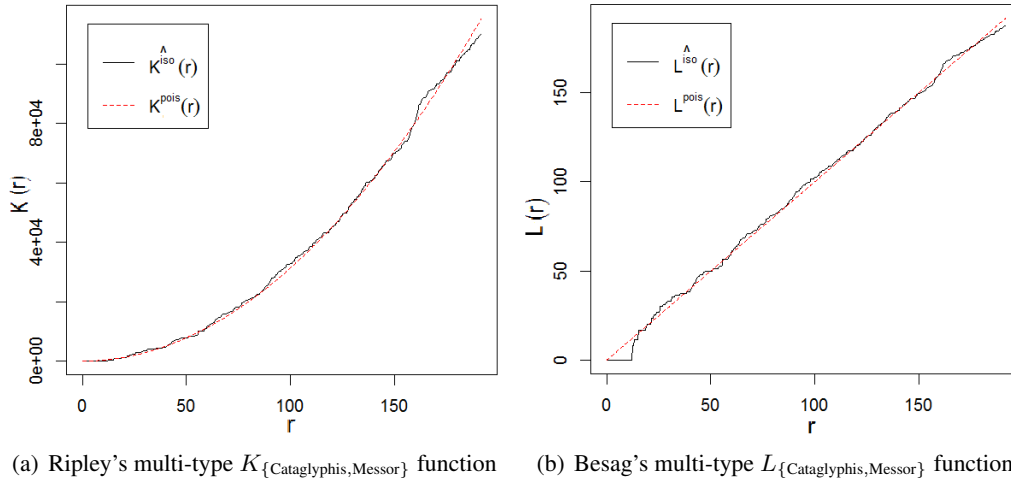 K^iso(r)
K^pois(r)
K (r)
0e+00 4e+04 8e+04
0 50 100 150
r
L^iso(r)
L^pois(r)
L (r)
0 50 100 150
0 50 100 150
r
(a) Ripley's multi-type K{Cataglyphis,Messor} function
(b) Besag's multi-type L{Cataglyphis,Messor} function